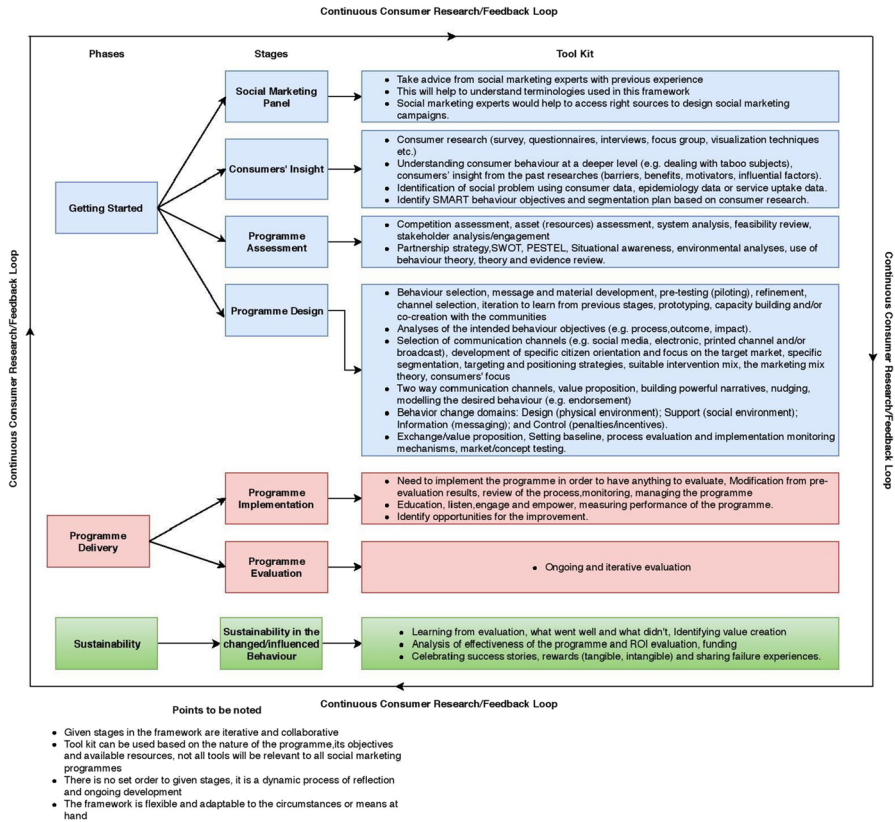 Continuous Consumer Research/Feedback Loop
Phases
Stages
Tool Kit
Getting Started
Social Marketing
Panel
• Take advice from social marketing experts with previous experience
• This will help to understand terminologies used in this framework
• Social marketing experts would help to access right sources to design social marketing
campaigns.
Consumers' Insight
• Consumer research (survey, questionnaires, interviews, focus group, visualization techniques
etc.)
• Understanding consumer behaviour at a deeper level (e.g. dealing with taboo subjects),
consumers' insight from the past researches (barriers, benefits, motivators, influential factors).
• Identification of social problem using consumer data, epidemiology data or service uptake data.
• Identify SMART behaviour objectives and segmentation plan based on consumer research.
Programme
Assessment
• Competition assessment, asset (resources) assessment, system analysis, feasibility review,
stakeholder analysis/engagement
• Partnership strategy,SWOT, PESTEL, Situational awareness, environmental analyses, use of
behaviour theory, theory and evidence review.
Programme Design
• Behaviour selection, message and material development, pre-testing (piloting), refinement,
channel selection, iteration to learn from previous stages, prototyping, capacity building and/or
co-creation with the communities
• Analyses of the intended behaviour objectives (e.g. process,outcome, impact).
• Selection of communication channels (e.g. social media, electronic, printed channel and/or
broadcast), development of specific citizen orientation and focus on the target market, specific
segmentation, targeting and positioning strategies, suitable intervention mix, the marketing mix
theory, consumers' focus
• Two way communication channels, value proposition, building powerful narratives, nudging,
modelling the desired behaviour (e.g. endorsement)
• Behavior change domains: Design (physical environment); Support (social environment);
Information (messaging); and Control (penalties/incentives).
• Exchange/value proposition, Setting baseline, process evaluation and implementation monitoring
mechanisms, market/concept testing.
Programme
Delivery
Programme
Implementation
• Need to implement the programme in order to have anything to evaluate, Modification from pre-
evaluation results, review of the process,monitoring, managing the programme
• Education, listen,engage and empower, measuring performance of the programme.
• Identify opportunities for the improvement.
Programme
Evaluation
• Ongoing and iterative evaluation
Sustainability
Sustainability in the
changed/influenced
Behaviour
• Learning from evaluation, what went well and what didn't, Identifying value creation
• Analysis of effectiveness of the programme and ROI evaluation, funding
• Celebrating success stories, rewards (tangible, intangible) and sharing failure experiences.
Continuous Consumer Research/Feedback Loop
Continuous Consumer Research/Feedback Loop
Continuous Consumer Research/Feedback Loop
Points to be noted
• Given stages in the framework are iterative and collaborative
• Tool kit can be used based on the nature of the programme,its objectives
and available resources, not all tools will be relevant to all social marketing
programmes
• There is no set order to given stages, it is a dynamic process of reflection
and ongoing development
• The framework is flexible and adaptable to the circumstances or means at
hand